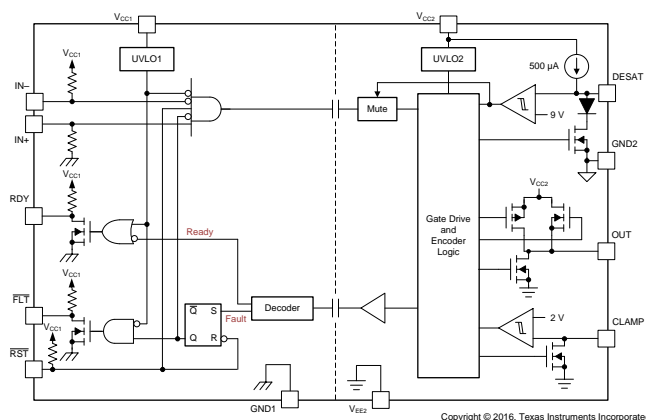 VCC1
VCC2
VCC1
UVLO1
UVLO2
500 µA
IN−
DESAT
Mute
9 V
IN+
GND2
VCC1
VCC2
RDY
Gate Drive
and
Encoder
Logic
OUT
Ready
VCC1
FLT
Q
S
Decoder
2 V
Fault
CLAMP
VCC1
Q
R
RST
GND1
VEE2
Copyright © 2016, Texas Instruments Incorporate